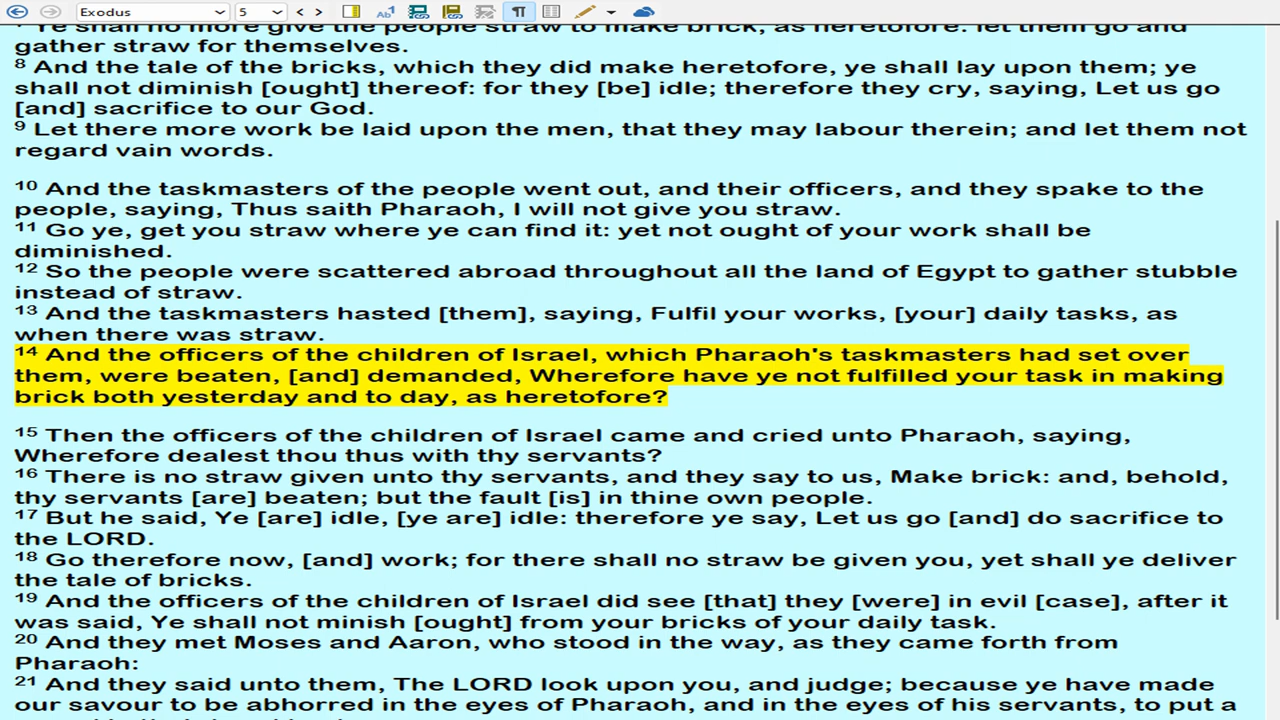 Exodus 5
Ye shall no more give the people straw to make brick, as heretofore: let them go and
gather straw for themselves.
8 And the tale of the bricks, which they did make heretofore, ye shall lay upon them; ye
shall not diminish [ought] thereof: for they [be] idle; therefore they cry, saying, Let us go
[and] sacrifice to our God.
9 Let there more work be laid upon the men, that they may labour therein; and let them not
regard vain words.
10 And the taskmasters of the people went out, and their officers, and they spake to the
people, saying, Thus saith Pharaoh, I will not give you straw.
11 Go ye, get you straw where ye can find it: yet not ought of your work shall be
diminished.
12 So the people were scattered abroad throughout all the land of Egypt to gather stubble
instead of straw.
13 And the taskmasters hasted [them], saying, Fulfil your works, [your] daily tasks, as
when there was straw.
14 And the officers of the children of Israel, which Pharaoh's taskmasters had set over
them, were beaten, [and] demanded, Wherefore have ye not fulfilled your task in making
brick both yesterday and to day, as heretofore?
15 Then the officers of the children of Israel came and cried unto Pharaoh, saying,
Wherefore dealest thou thus with thy servants?
16 There is no straw given unto thy servants, and they say to us, Make brick: and, behold,
thy servants [are] beaten; but the fault [is] in thine own people.
17 But he said, Ye [are] idle, [ye are] idle: therefore ye say, Let us go [and] do sacrifice to
the LORD.
18 Go therefore now, [and] work; for there shall no straw be given you, yet shall ye deliver
the tale of bricks.
19 And the officers of the children of Israel did see [that] they [were] in evil [case], after it
was said, Ye shall not minish [ought] from your bricks of your daily task.
20 And they met Moses and Aaron, who stood in the way, as they came forth from
Pharaoh:
21 And they said unto them, The LORD look upon you, and judge; because ye have made
our savour to be abhorred in the eyes of Pharaoh, and in the eyes of his servants, to put a